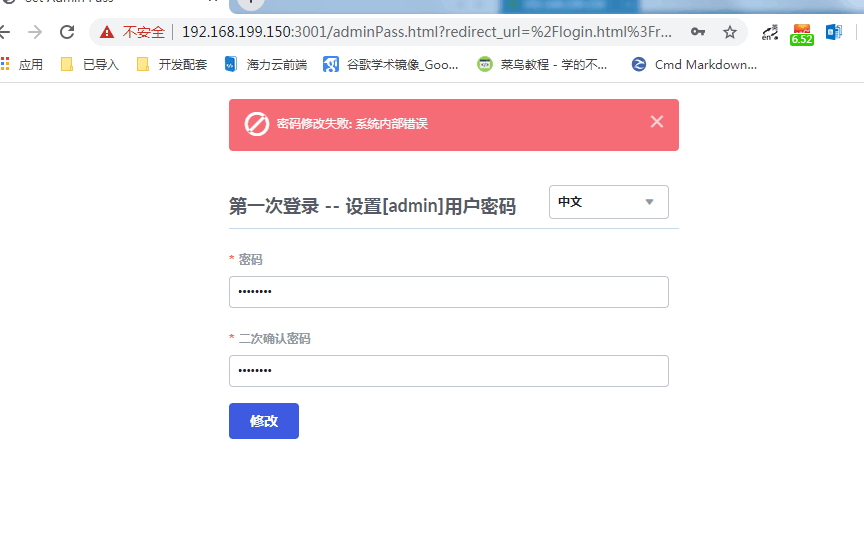 Set Admin Pass
不安全 192.168.199.150:3001/adminPass.html?redirect_url=%2Flogin.html%3Fr...
6.52
应用 已导入 开发配套 海力云前端 谷歌学术镜像_Goo... 菜鸟教程 - 学的不... Cmd Markdown...
密码修改失败: 系统内部错误
第一次登录 -- 设置[admin]用户密码 中文
* 密码
••••••••
* 二次确认密码
••••••••
修改